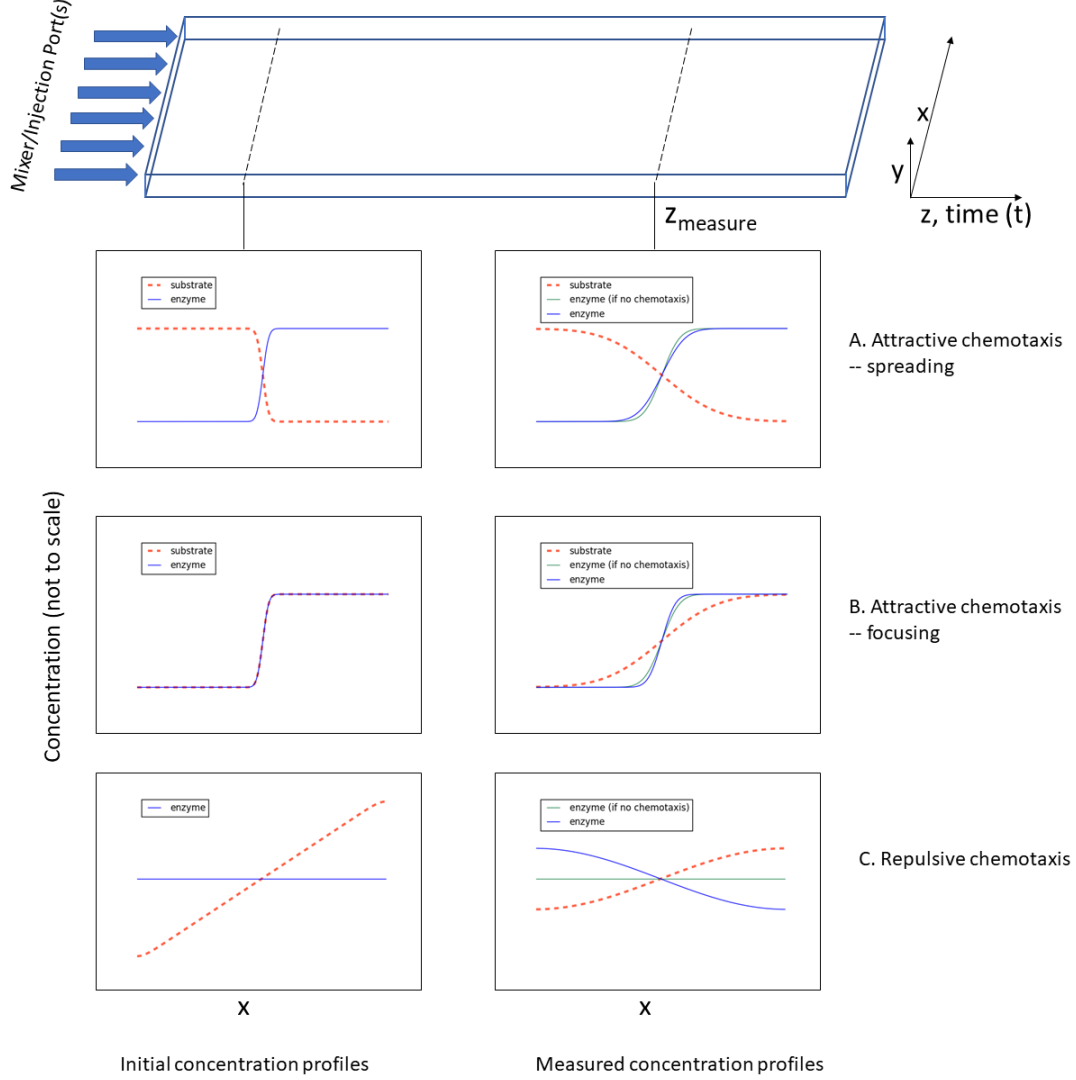 Mixer/Injection Port(s)
x
y
z, time (t)
zmeasure
substrate
enzyme
substrate
enzyme (if no chemotaxis)
enzyme
A. Attractive chemotaxis
-- spreading
Concentration (not to scale)
substrate
enzyme
substrate
enzyme (if no chemotaxis)
enzyme
B. Attractive chemotaxis
-- focusing
enzyme
enzyme (if no chemotaxis)
enzyme
C. Repulsive chemotaxis
x
x
Initial concentration profiles
Measured concentration profiles